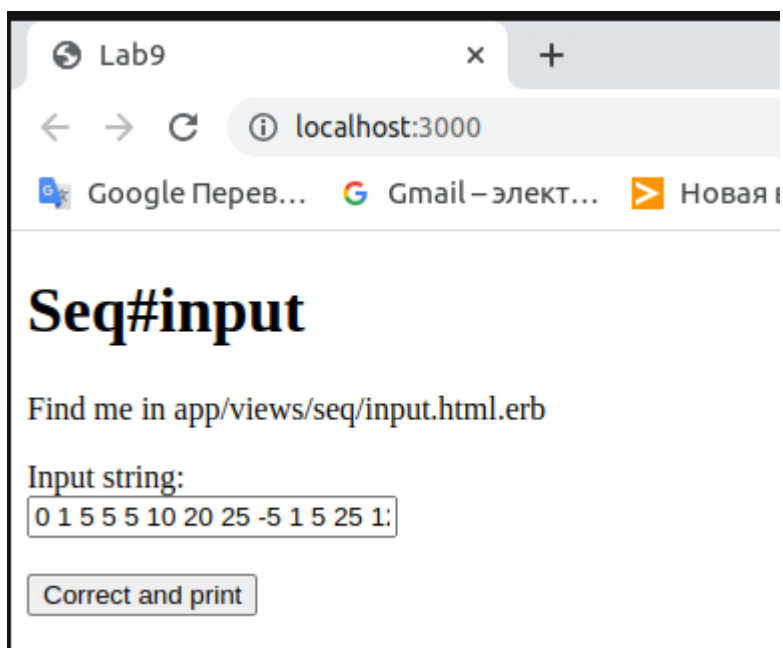 Lab9
localhost:3000
Google Перев... Gmail – элект... Новая
Seq#input
Find me in app/views/seq/input.html.erb
Input string:
0 1 5 5 5 10 20 25 -5 1 5 25
Correct and print